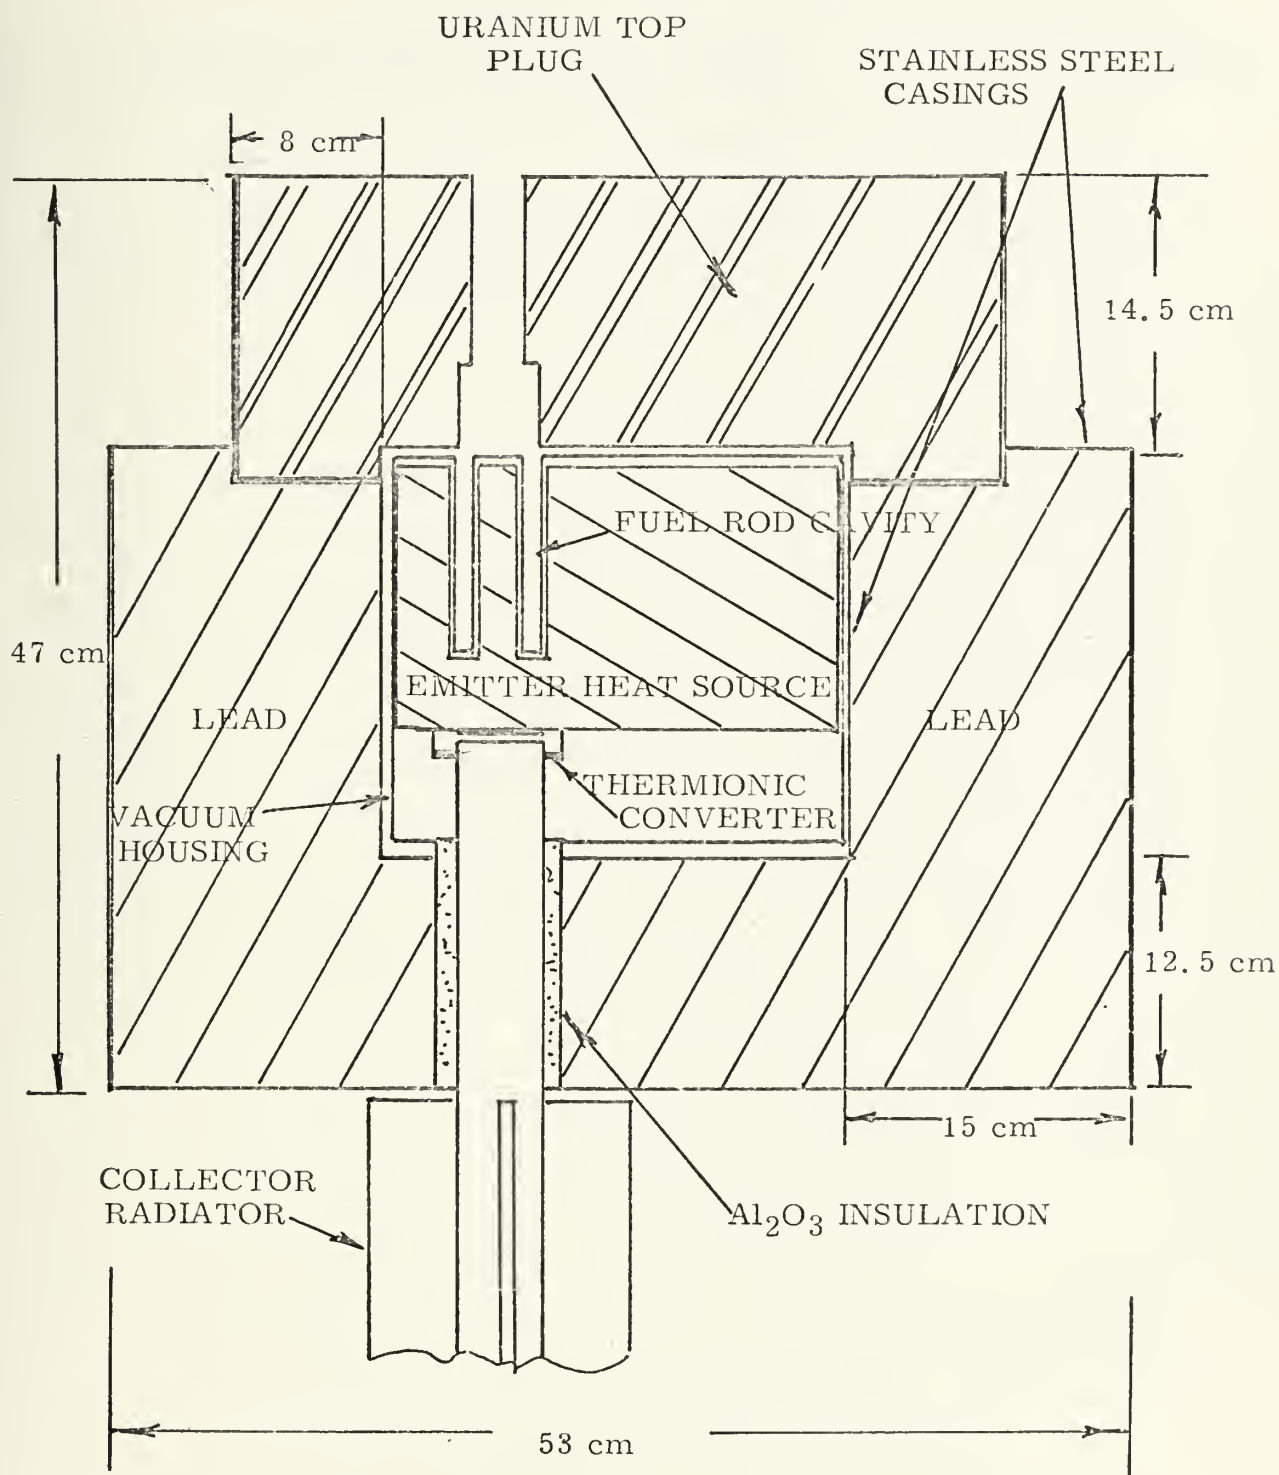 URANIUM TOP
PLUG
STAINLESS STEEL
CASINGS
8 cm
14.5 cm
FUEL ROD CAVITY
47 cm
EMITTER HEAT SOURCE
LEAD
LEAD
THERMIONIC
CONVERTER
VACUUM
HOUSING
12.5 cm
15 cm
COLLECTOR
RADIATOR
Al₂O₃ INSULATION
53 cm